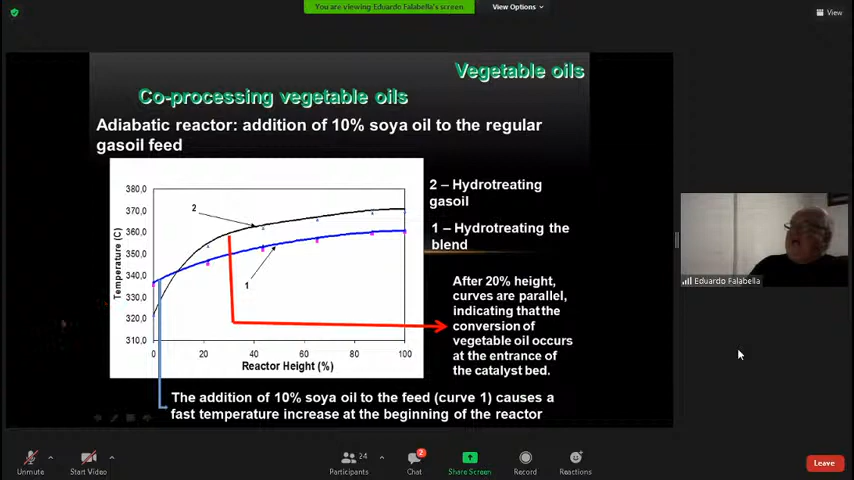 You are viewing Eduardo Falabella's screen
View Options
View
Vegetable oils
Co-processing vegetable oils
Adiabatic reactor: addition of 10% soya oil to the regular
gasoil feed
380,0
370,0
360,0
350,0
340,0
330,0
320,0
310,0
Temperature (C)
2
1
0
20
40
60
80
100
Reactor Height (%)
2 – Hydrotreating
gasoil
1 – Hydrotreating the
blend
After 20% height,
curves are parallel,
indicating that the
conversion of
vegetable oil occurs
at the entrance of
the catalyst bed.
The addition of 10% soya oil to the feed (curve 1) causes a
fast temperature increase at the beginning of the reactor
Eduardo Falabella
Unmute
Start Video
24
Participants
2
Chat
Share Screen
Record
Reactions
Leave